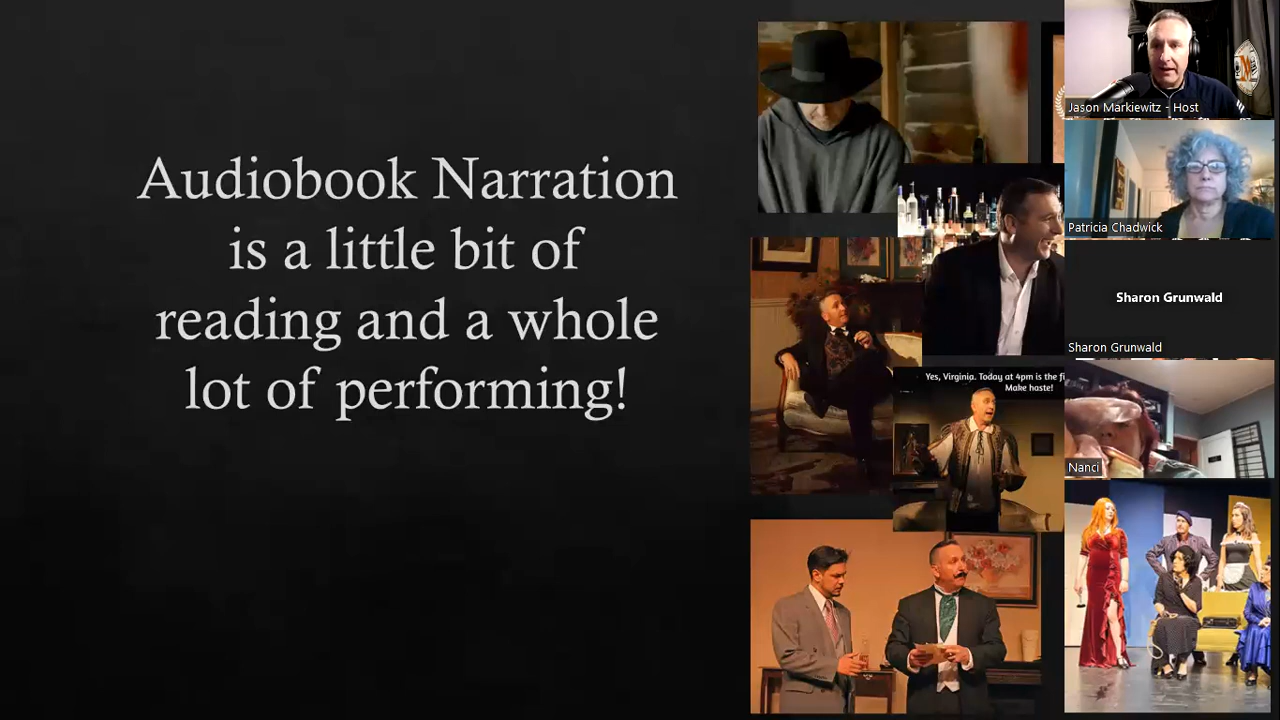 Audiobook Narration
is a little bit of
reading and a whole
lot of performing!
Yes, Virginia. Today at 4pm is the fi
Make haste!
Jason Markiewitz - Host
Patricia Chadwick
Sharon Grunwald
Sharon Grunwald
Nanci